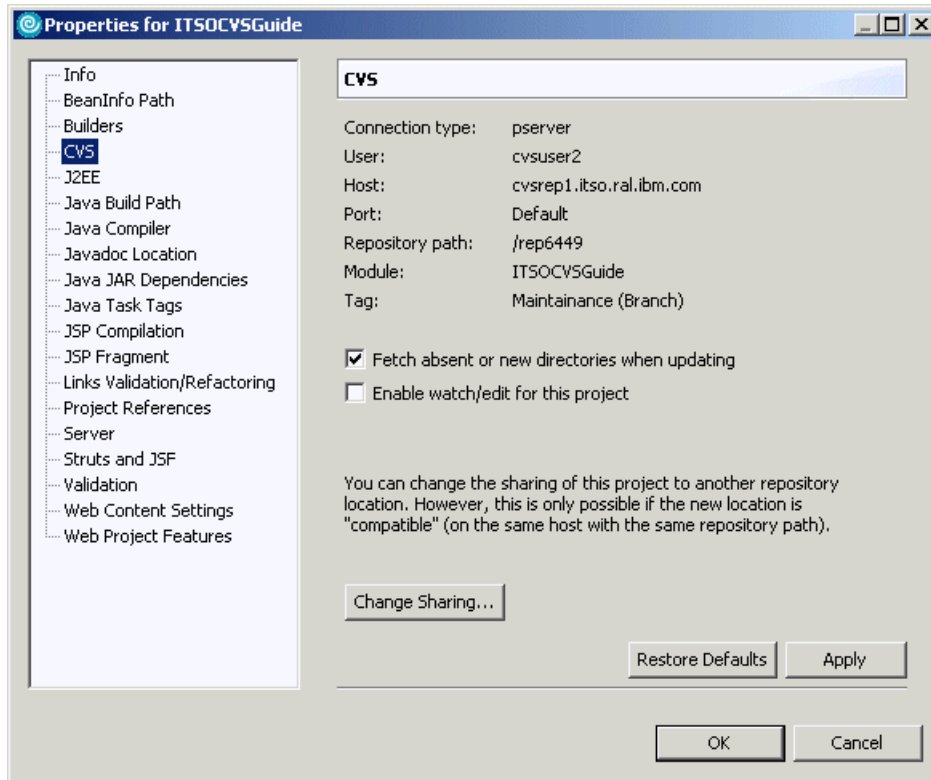 Properties for ITSOCVSGuide
Info
BeanInfo Path
Builders
CVS
J2EE
Java Build Path
Java Compiler
Javadoc Location
Java JAR Dependencies
Java Task Tags
JSP Compilation
JSP Fragment
Links Validation/Refactoring
Project References
Server
Struts and JSF
Validation
Web Content Settings
Web Project Features
CVS
Connection type: pserver
User: cvsuser2
Host: cvsrep1.itso.ral.ibm.com
Port: Default
Repository path: /rep6449
Module: ITSOCVSGuide
Tag: Maintainance (Branch)
Fetch absent or new directories when updating
Enable watch/edit for this project
You can change the sharing of this project to another repository
location. However, this is only possible if the new location is
"compatible" (on the same host with the same repository path).
Change Sharing...
Restore Defaults
Apply
OK
Cancel